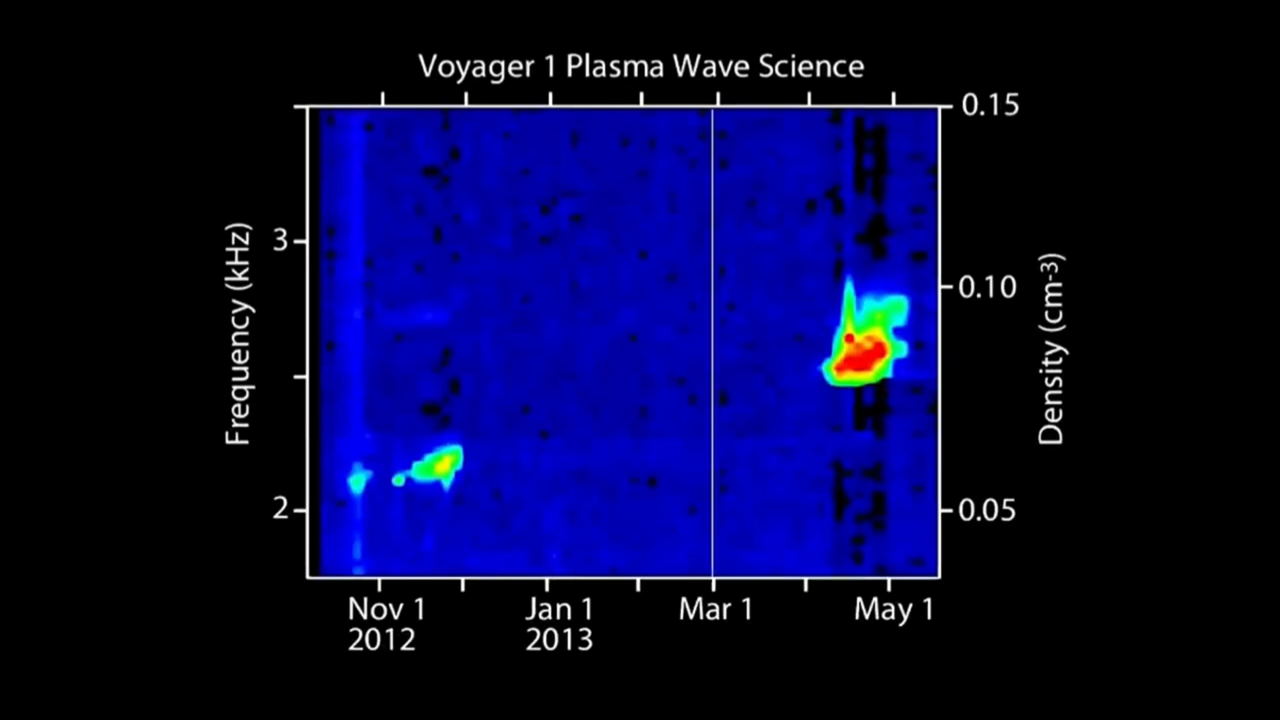 Voyager 1 Plasma Wave Science
Frequency (kHz)
3
2
0.15
0.10
0.05
Density (cm-3)
Nov 1
2012
Jan 1
2013
Mar 1
May 1